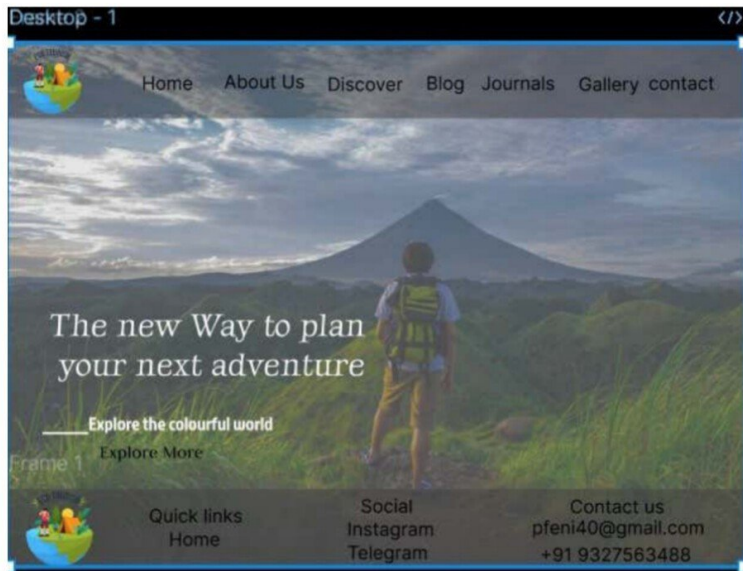 Desktop - 1
</>
Home About Us Discover Blog Journals Gallery contact
The new Way to plan
your next adventure
Explore the colourful world
Explore More
Frame 1
Quick links
Home
Social
Instagram
Telegram
Contact us
pfeni40@gmail.com
+91 9327563488